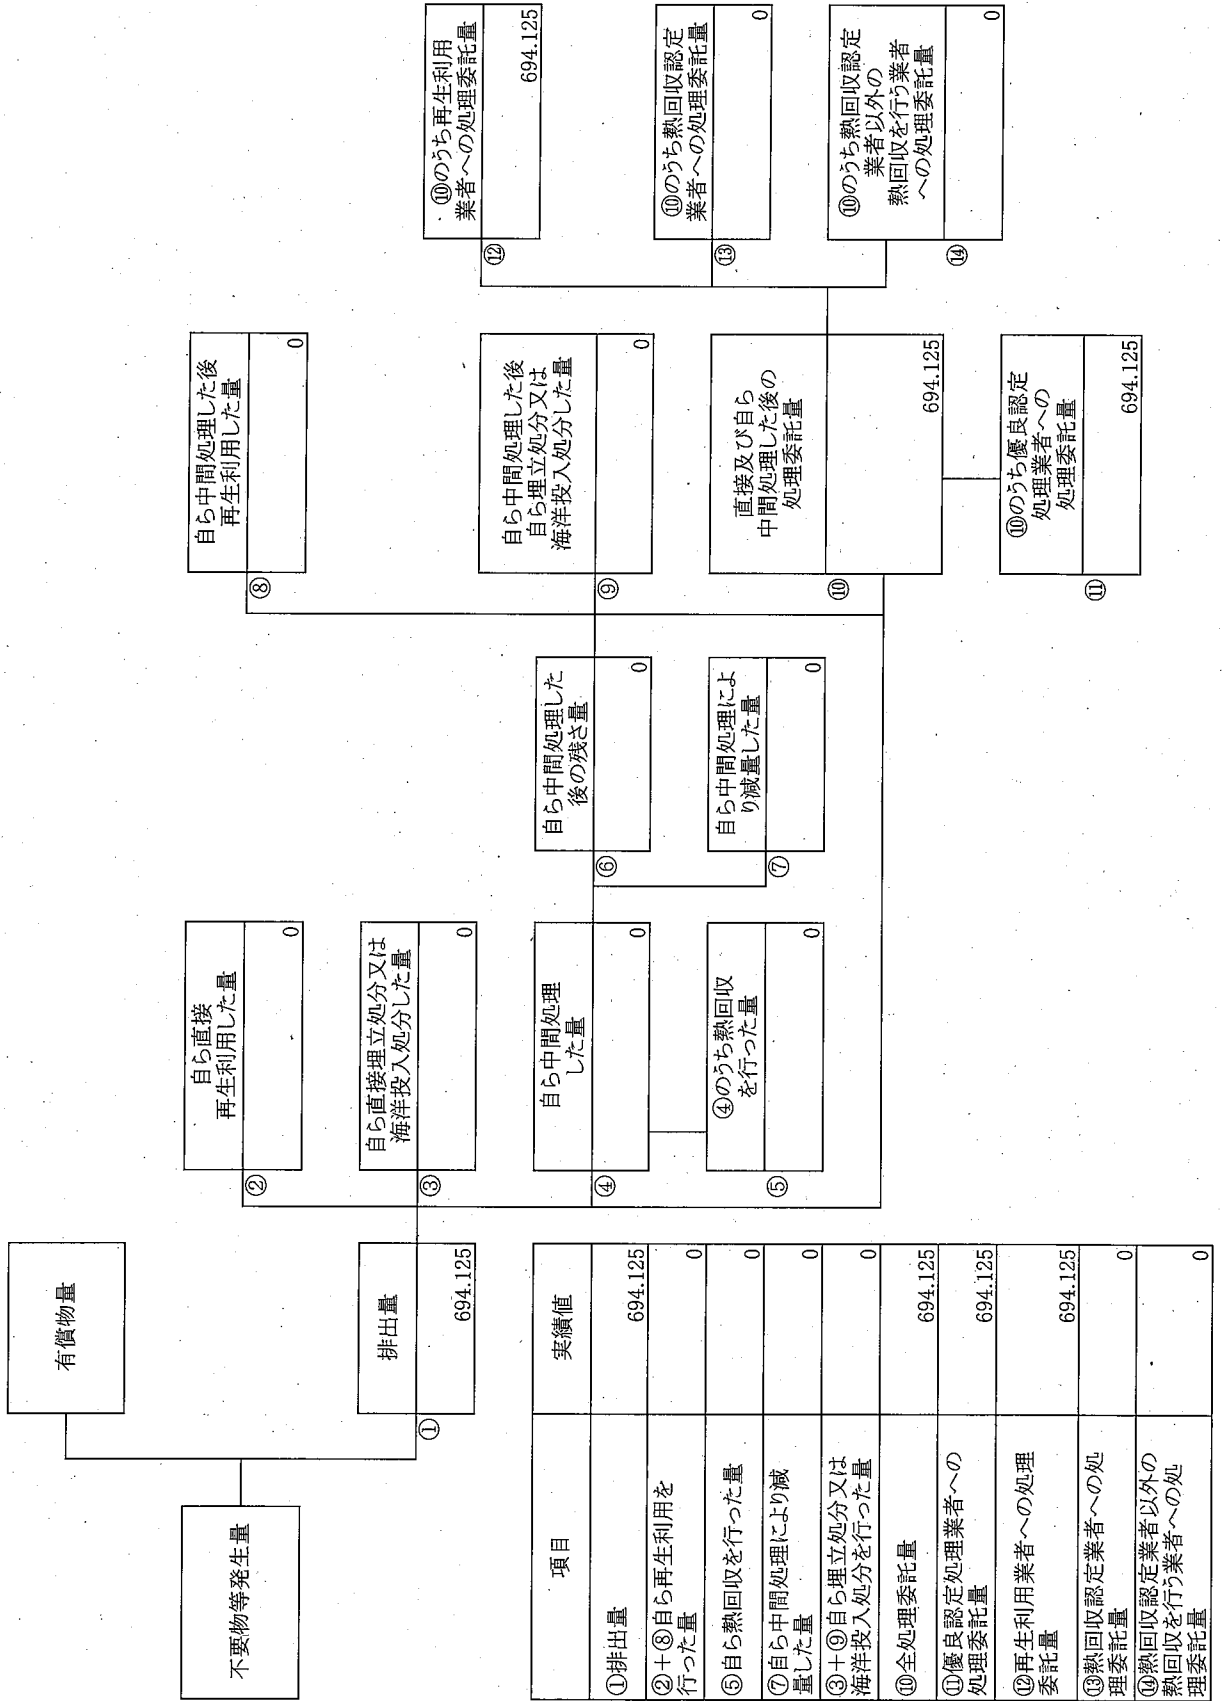 不要物等発生量
有償物量
排出量
①
694.125
自ら直接
再生利用した量
②
0
自ら直接埋立処分又は
海洋投入処分した量
③
0
自ら中間処理
した量
④
0
④のうち熱回収
を行った量
⑤
0
自ら中間処理した
後の残さ量
⑥
0
自ら中間処理によ
り減量した量
⑦
0
自ら中間処理した後
再生利用した量
⑧
0
自ら中間処理した後
自ら埋立処分又は
海洋投入処分した量
⑨
0
直接及び自ら
中間処理した後の
処理委託量
⑩
694.125
⑩のうち優良認定
処理業者への
処理委託量
⑪
694.125
⑩のうち再生利用
業者への処理委託量
⑫
694.125
⑩のうち熱回収認定
業者への処理委託量
⑬
0
⑩のうち熱回収認定
業者以外の
熱回収を行う業者
への処理委託量
⑭
0
項目 実績値
①排出量 694.125
②+⑧自ら再生利用を
行った量 0
⑤自ら熱回収を行った量 0
⑦自ら中間処理により減
量した量 0
③+⑨自ら埋立処分又は
海洋投入処分を行った量 0
⑩全処理委託量 694.125
⑪優良認定処理業者への
処理委託量 694.125
⑫再生利用業者への処理
委託量 694.125
⑬熱回収認定業者への処
理委託量 0
⑭熱回収認定業者以外の
熱回収を行う業者への処
理委託量 0